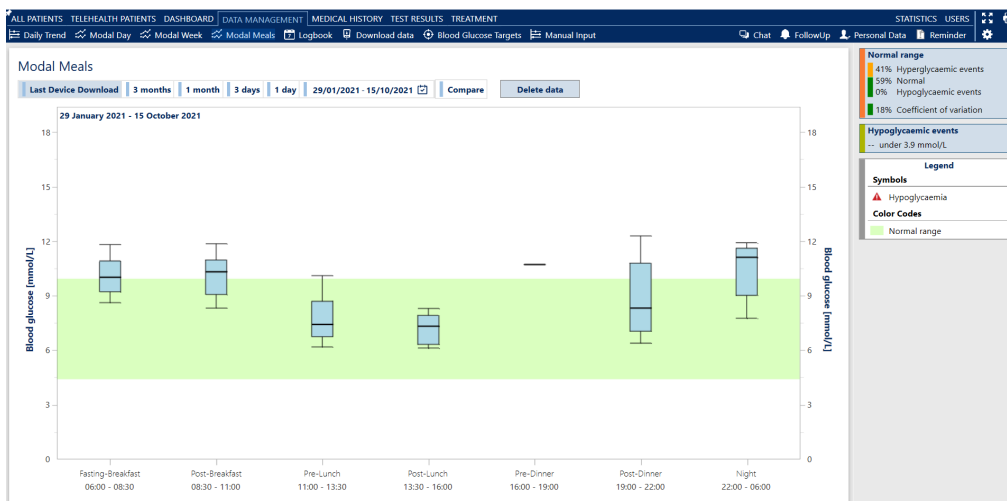 ALL PATIENTS TELEHEALTH PATIENTS DASHBOARD DATA MANAGEMENT MEDICAL HISTORY TEST RESULTS TREATMENT STATISTICS USERS
Daily Trend Modal Day Modal Week Modal Meals Logbook Download data Blood Glucose Targets Manual Input Chat FollowUp Personal Data Reminder
Modal Meals
Last Device Download 3 months 1 month 3 days 1 day 29/01/2021 - 15/10/2021 Compare Delete data
29 January 2021 - 15 October 2021
18 18
15 15
12 12
9 9
6 6
3 3
0 0
Blood glucose [mmol/L]
Blood glucose [mmol/L]
Fasting-Breakfast Post-Breakfast Pre-Lunch Post-Lunch Pre-Dinner Post-Dinner Night
06:00 - 08:30 08:30 - 11:00 11:00 - 13:30 13:30 - 16:00 16:00 - 19:00 19:00 - 22:00 22:00 - 06:00
Normal range
41% Hyperglycaemic events
59% Normal
0% Hypoglycaemic events
18% Coefficient of variation
Hypoglycaemic events
-- under 3.9 mmol/L
Legend
Symbols
Hypoglycaemia
Color Codes
Normal range